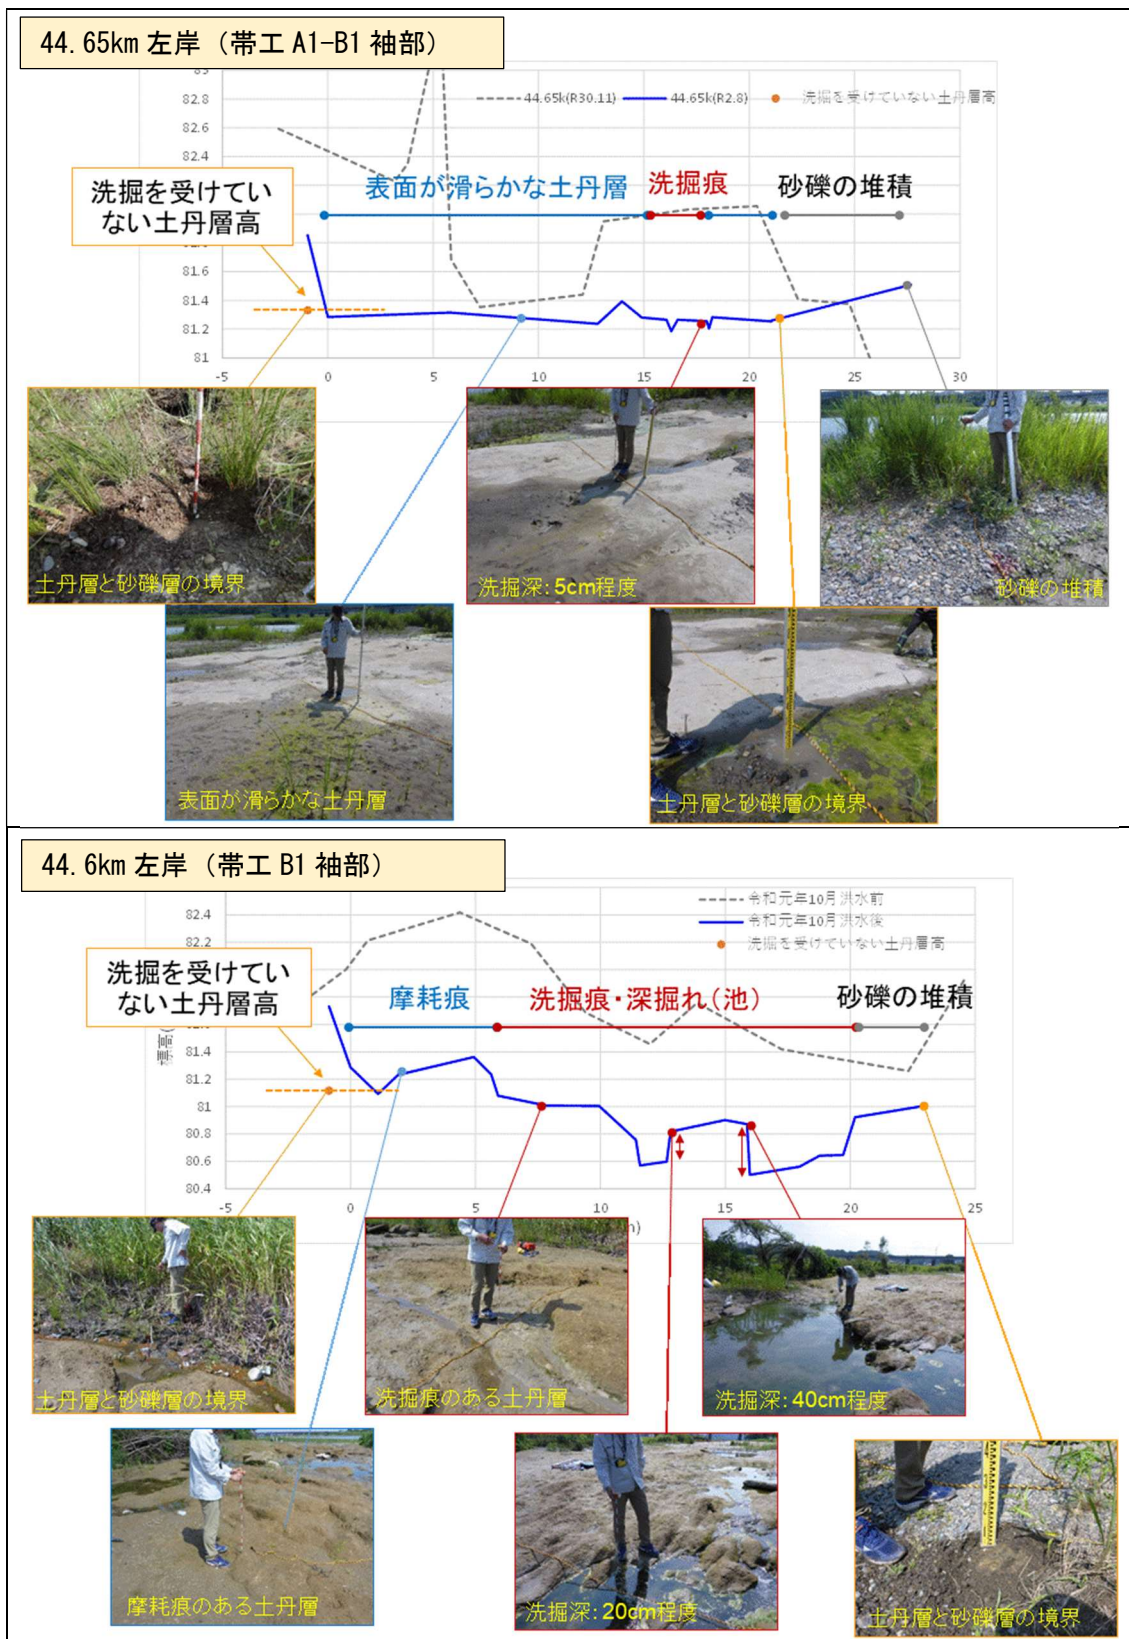 44.65km 左岸（帯工 A1-B1 袖部）
83
82.8
82.6
82.4
81.6
81.4
81.2
81
-5
0
5
10
15
20
25
30
44.65k(R30.11)
44.65k(R2.8)
洗掘を受けていない土丹層高
洗掘を受けてい
ない土丹層高
表面が滑らかな土丹層
洗掘痕
砂礫の堆積
土丹層と砂礫層の境界
洗掘深：5cm程度
砂礫の堆積
表面が滑らかな土丹層
土丹層と砂礫層の境界
44.6km 左岸（帯工 B1 袖部）
82.4
82.2
81.4
81.2
81
80.8
80.6
80.4
標高(
-5
0
5
10
15
20
25
令和元年10月洪水前
令和元年10月洪水後
洗掘を受けていない土丹層高
洗掘を受けてい
ない土丹層高
摩耗痕
洗掘痕・深掘れ（池）
砂礫の堆積
土丹層と砂礫層の境界
洗掘痕のある土丹層
洗掘深：40cm程度
摩耗痕のある土丹層
洗掘深：20cm程度
土丹層と砂礫層の境界